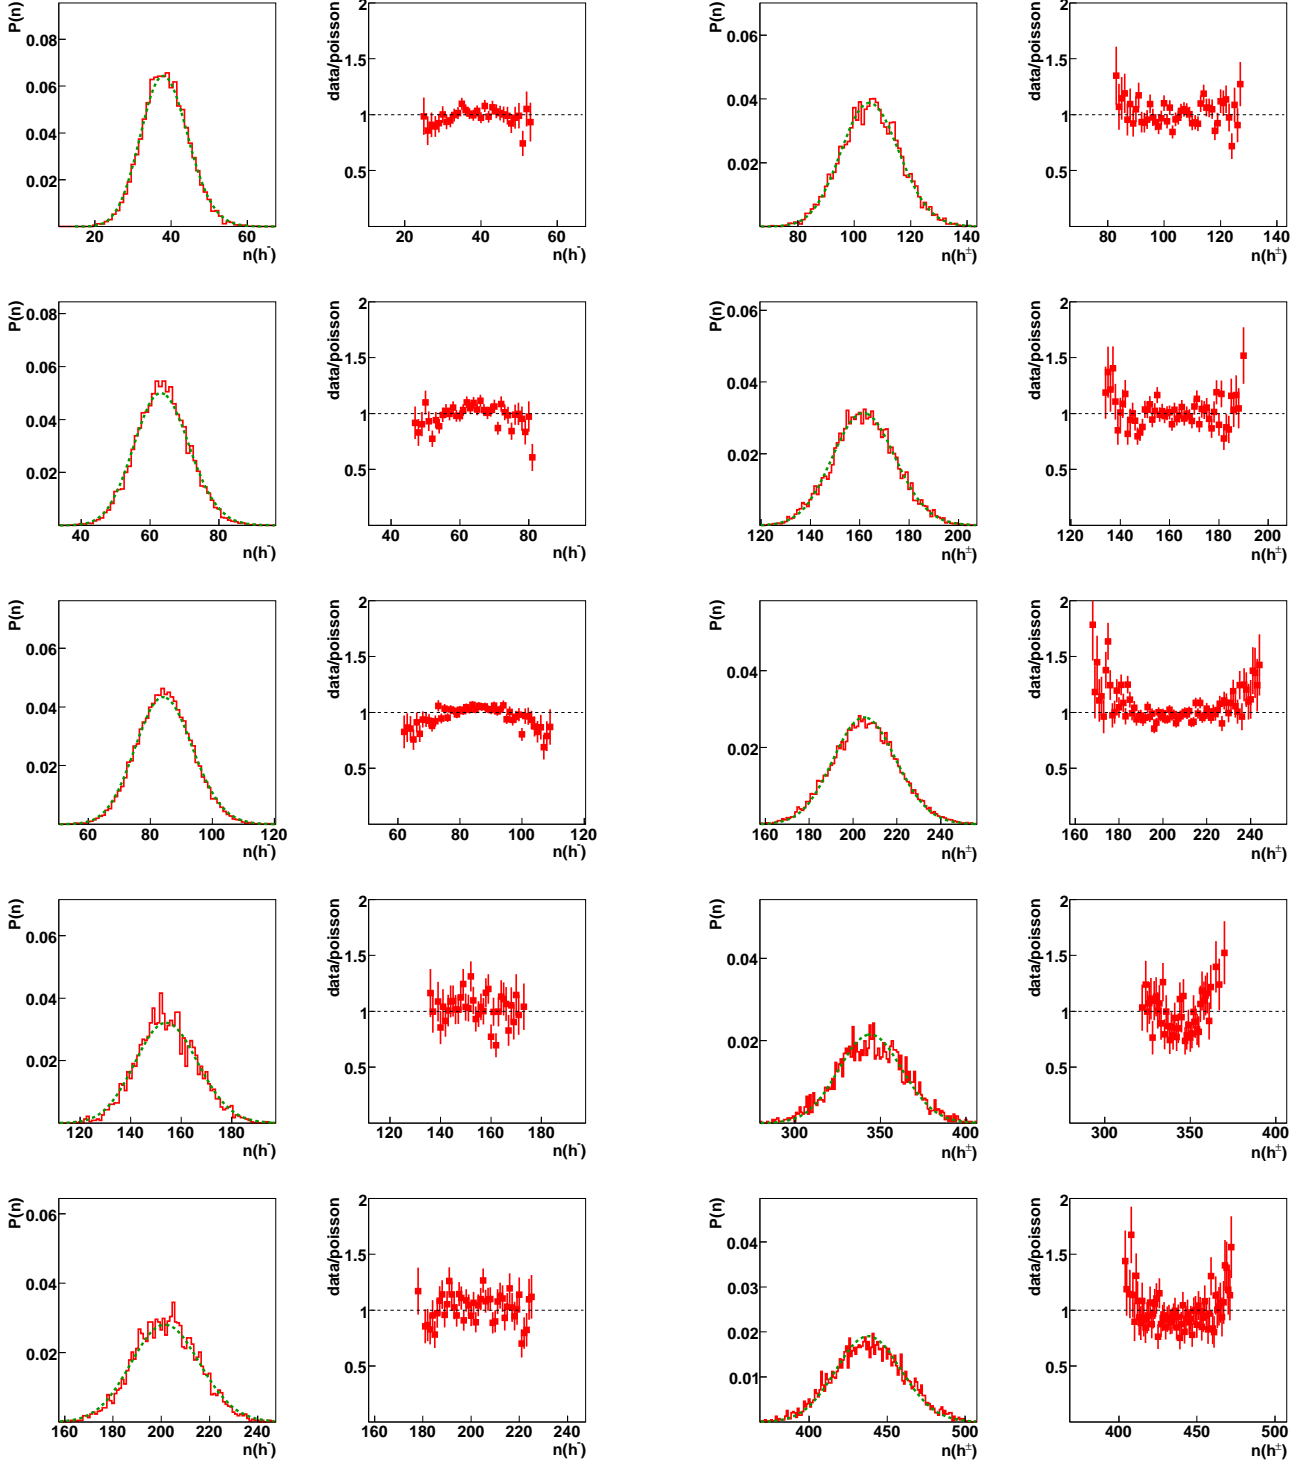 P(n) 0.08 0.06 0.04 0.02 20 40 60 n(h⁻)
data/poisson 2 1.5 1 0.5 20 40 60 n(h⁻)
P(n) 0.06 0.04 0.02 80 100 120 140 n(h±)
data/poisson 2 1.5 1 0.5 80 100 120 140 n(h±)
P(n) 0.08 0.06 0.04 0.02 40 60 80 n(h⁻)
data/poisson 2 1.5 1 0.5 40 60 80 n(h⁻)
P(n) 0.06 0.04 0.02 120 140 160 180 200 n(h±)
data/poisson 2 1.5 1 0.5 120 140 160 180 200 n(h±)
P(n) 0.06 0.04 0.02 60 80 100 120 n(h⁻)
data/poisson 2 1.5 1 0.5 60 80 100 120 n(h⁻)
P(n) 0.04 0.02 160 180 200 220 240 n(h±)
data/poisson 2 1.5 1 0.5 160 180 200 220 240 n(h±)
P(n) 0.06 0.04 0.02 120 140 160 180 n(h⁻)
data/poisson 2 1.5 1 0.5 120 140 160 180 n(h⁻)
P(n) 0.04 0.02 300 350 400 n(h±)
data/poisson 2 1.5 1 0.5 300 350 400 n(h±)
P(n) 0.06 0.04 0.02 160 180 200 220 240 n(h⁻)
data/poisson 2 1.5 1 0.5 160 180 200 220 240 n(h⁻)
P(n) 0.04 0.03 0.02 0.01 400 450 500 n(h±)
data/poisson 2 1.5 1 0.5 400 450 500 n(h±)